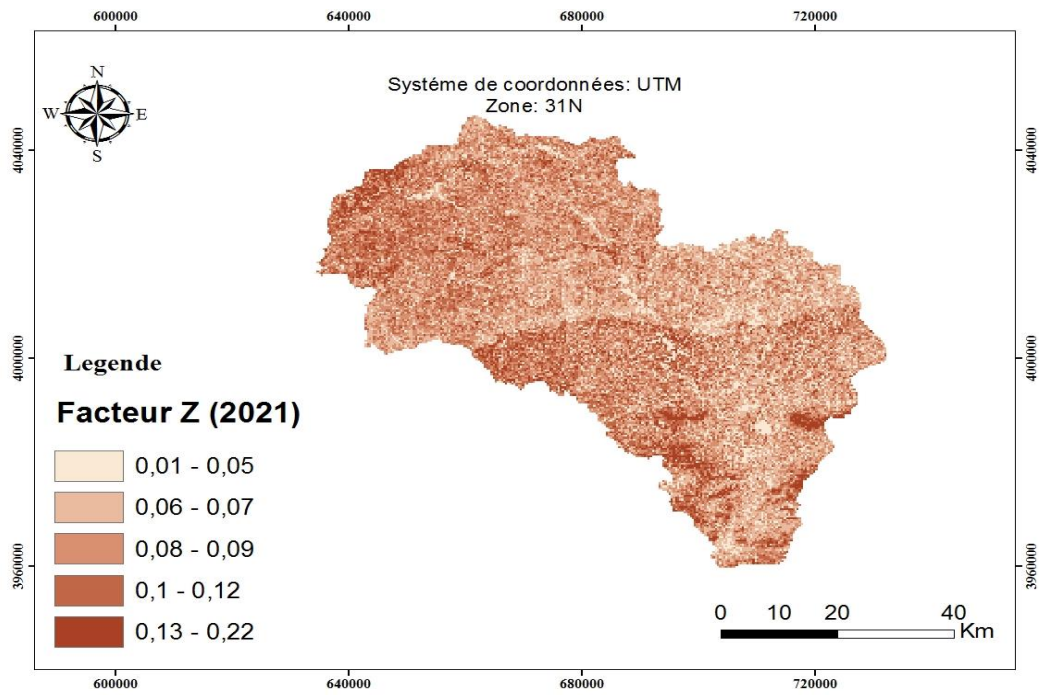 600000 640000 680000 720000
N
W E
S
Systéme de coordonnées: UTM
Zone: 31N
4040000 4040000
4000000 4000000
3960000 3960000
Legende
Facteur Z (2021)
0,01 - 0,05
0,06 - 0,07
0,08 - 0,09
0,1 - 0,12
0,13 - 0,22
0 10 20 40
Km
600000 640000 680000 720000